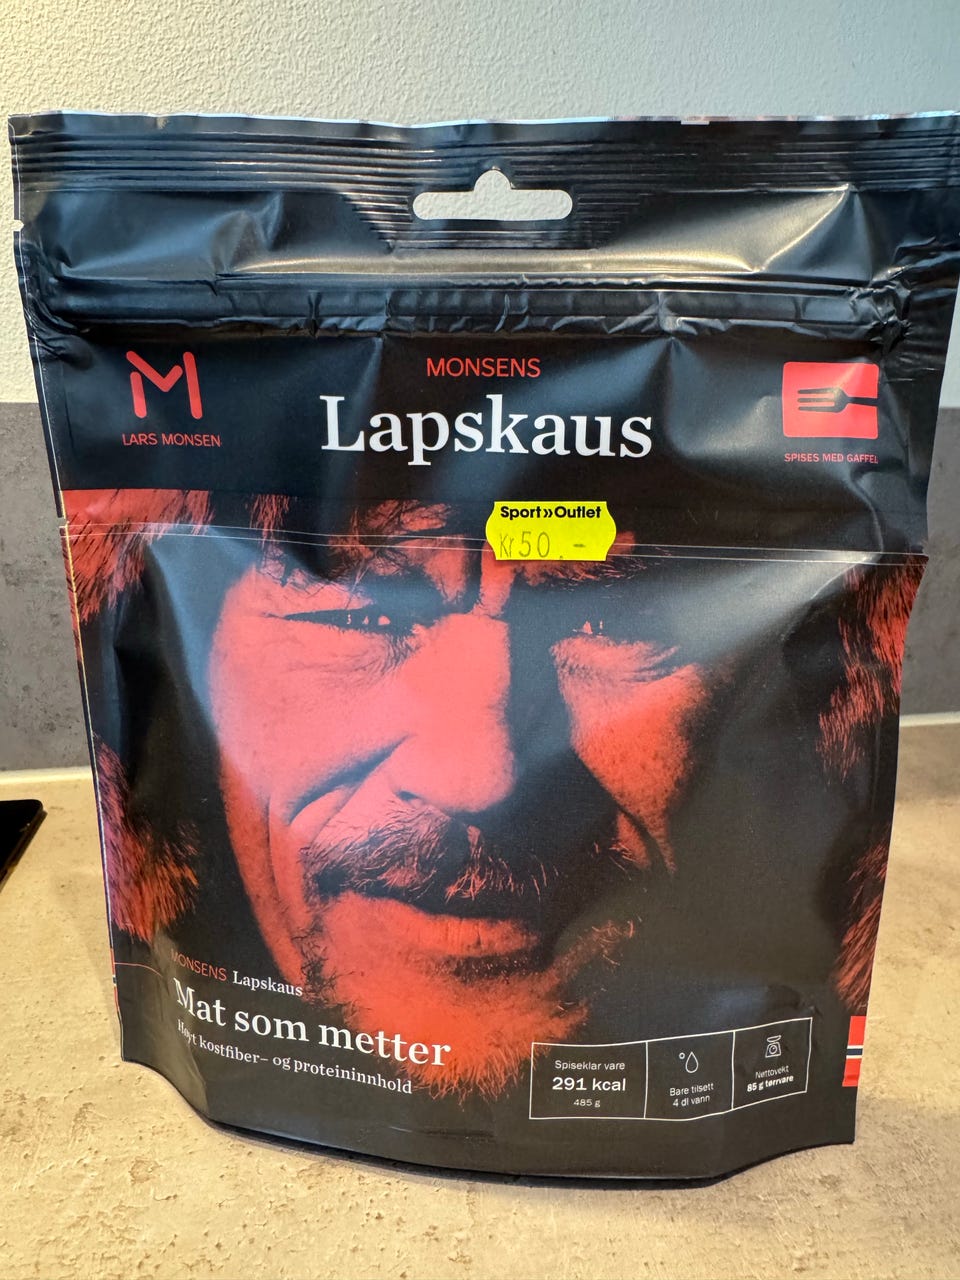 LARS MONSEN
MONSENS
Lapskaus
SPISES MED GAFFEL
Sport»Outlet
Kr 50.-
MONSENS Lapskaus
Mat som metter
Høyt kostfiber- og proteininnhold
Spiseklar vare
291 kcal
485 g
Bare tilsett
4 dl vann
Nettovekt
85 g tørrvare